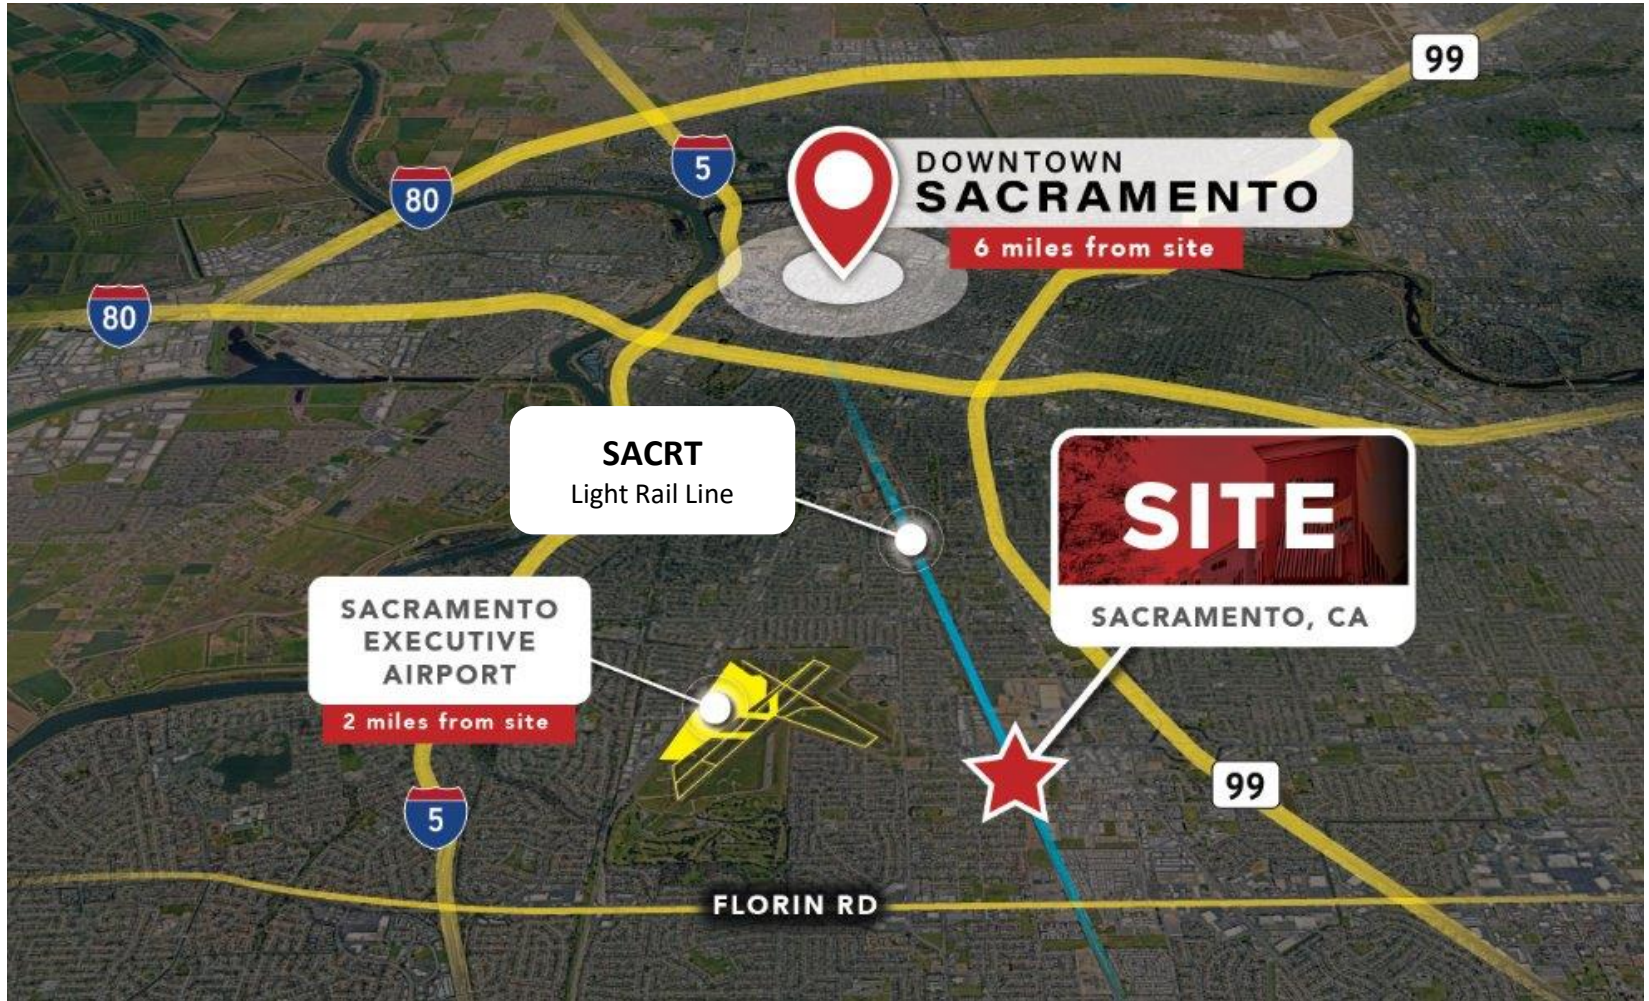 99
5
DOWNTOWN
SACRAMENTO
6 miles from site
80
80
SACRT
Light Rail Line
SITE
SACRAMENTO, CA
SACRAMENTO
EXECUTIVE
AIRPORT
2 miles from site
99
5
FLORIN RD